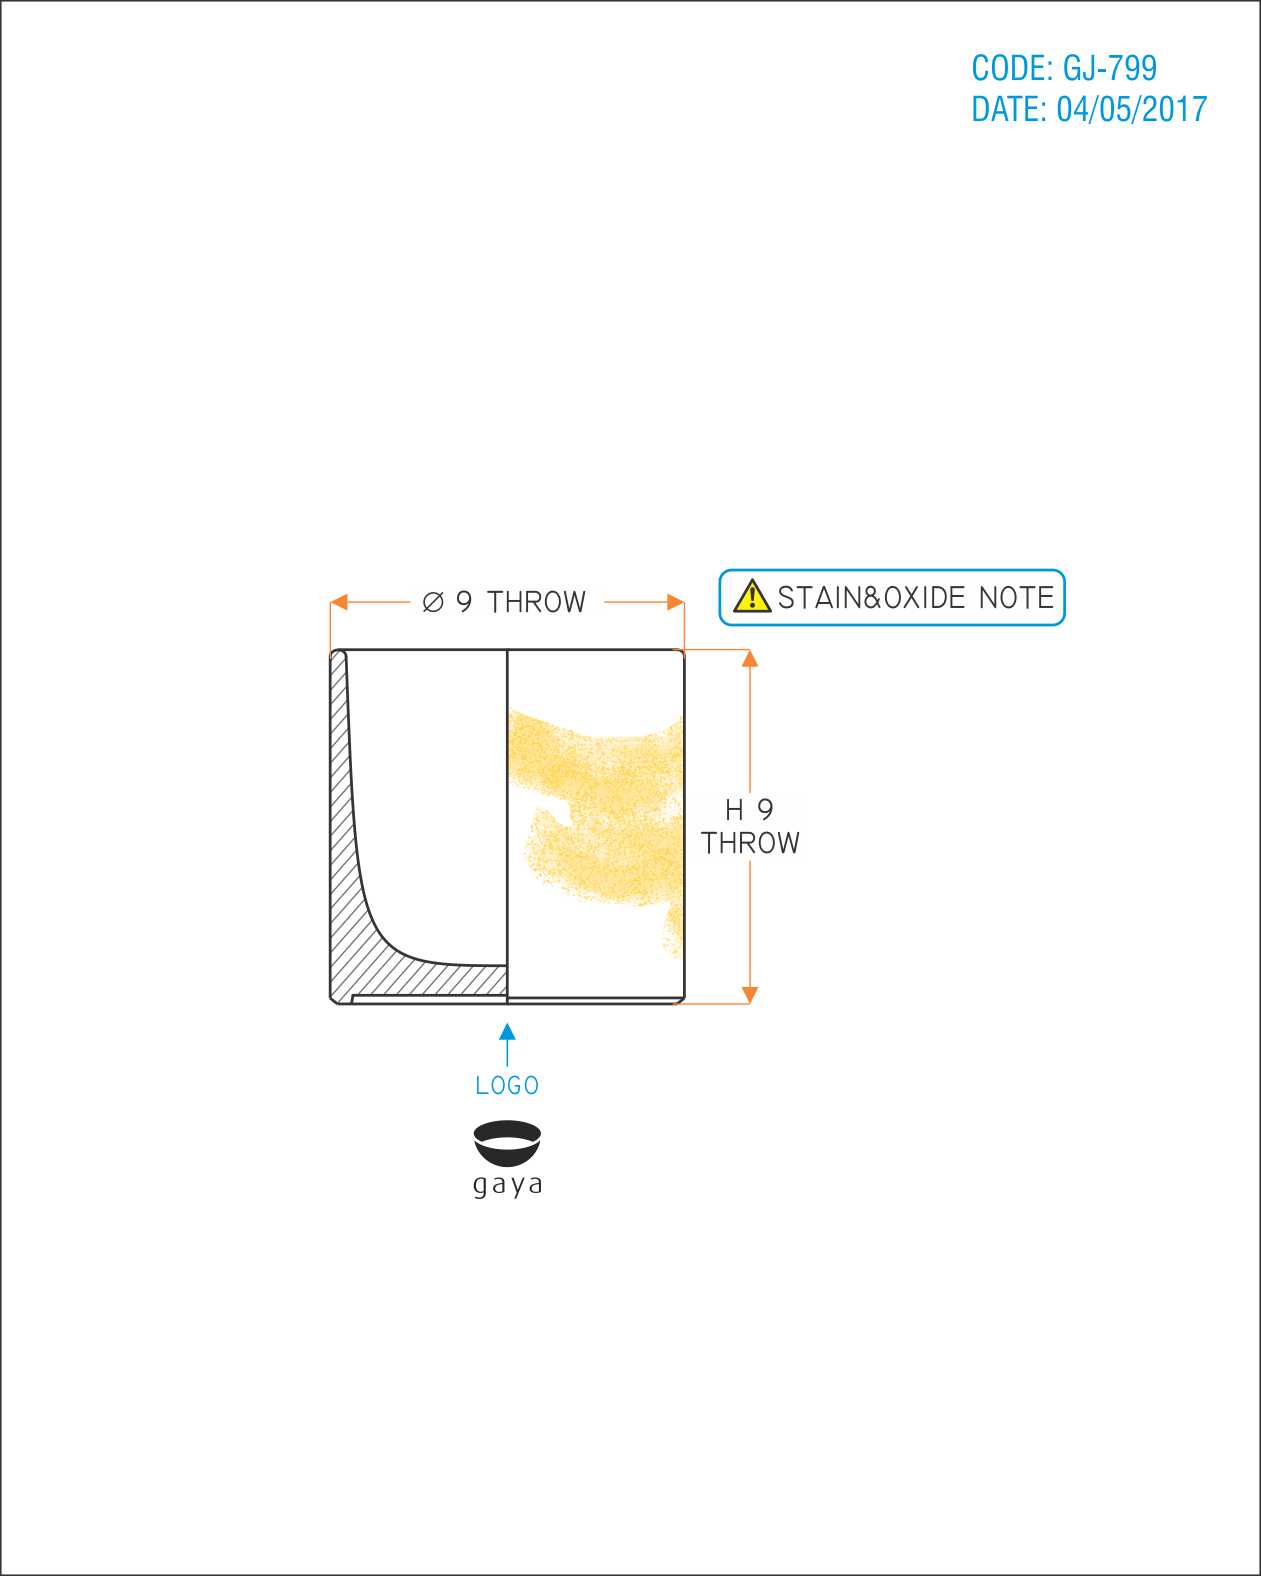 CODE: GJ-799
DATE: 04/05/2017
⌀ 9 THROW
STAIN&OXIDE NOTE
H 9
THROW
LOGO
gaya